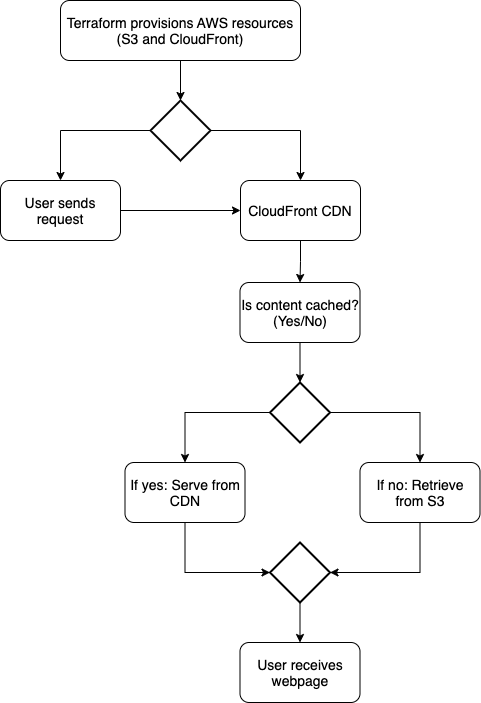 Terraform provisions AWS resources
(S3 and CloudFront)
User sends
request
CloudFront CDN
Is content cached?
(Yes/No)
If yes: Serve from
CDN
If no: Retrieve
from S3
User receives
webpage